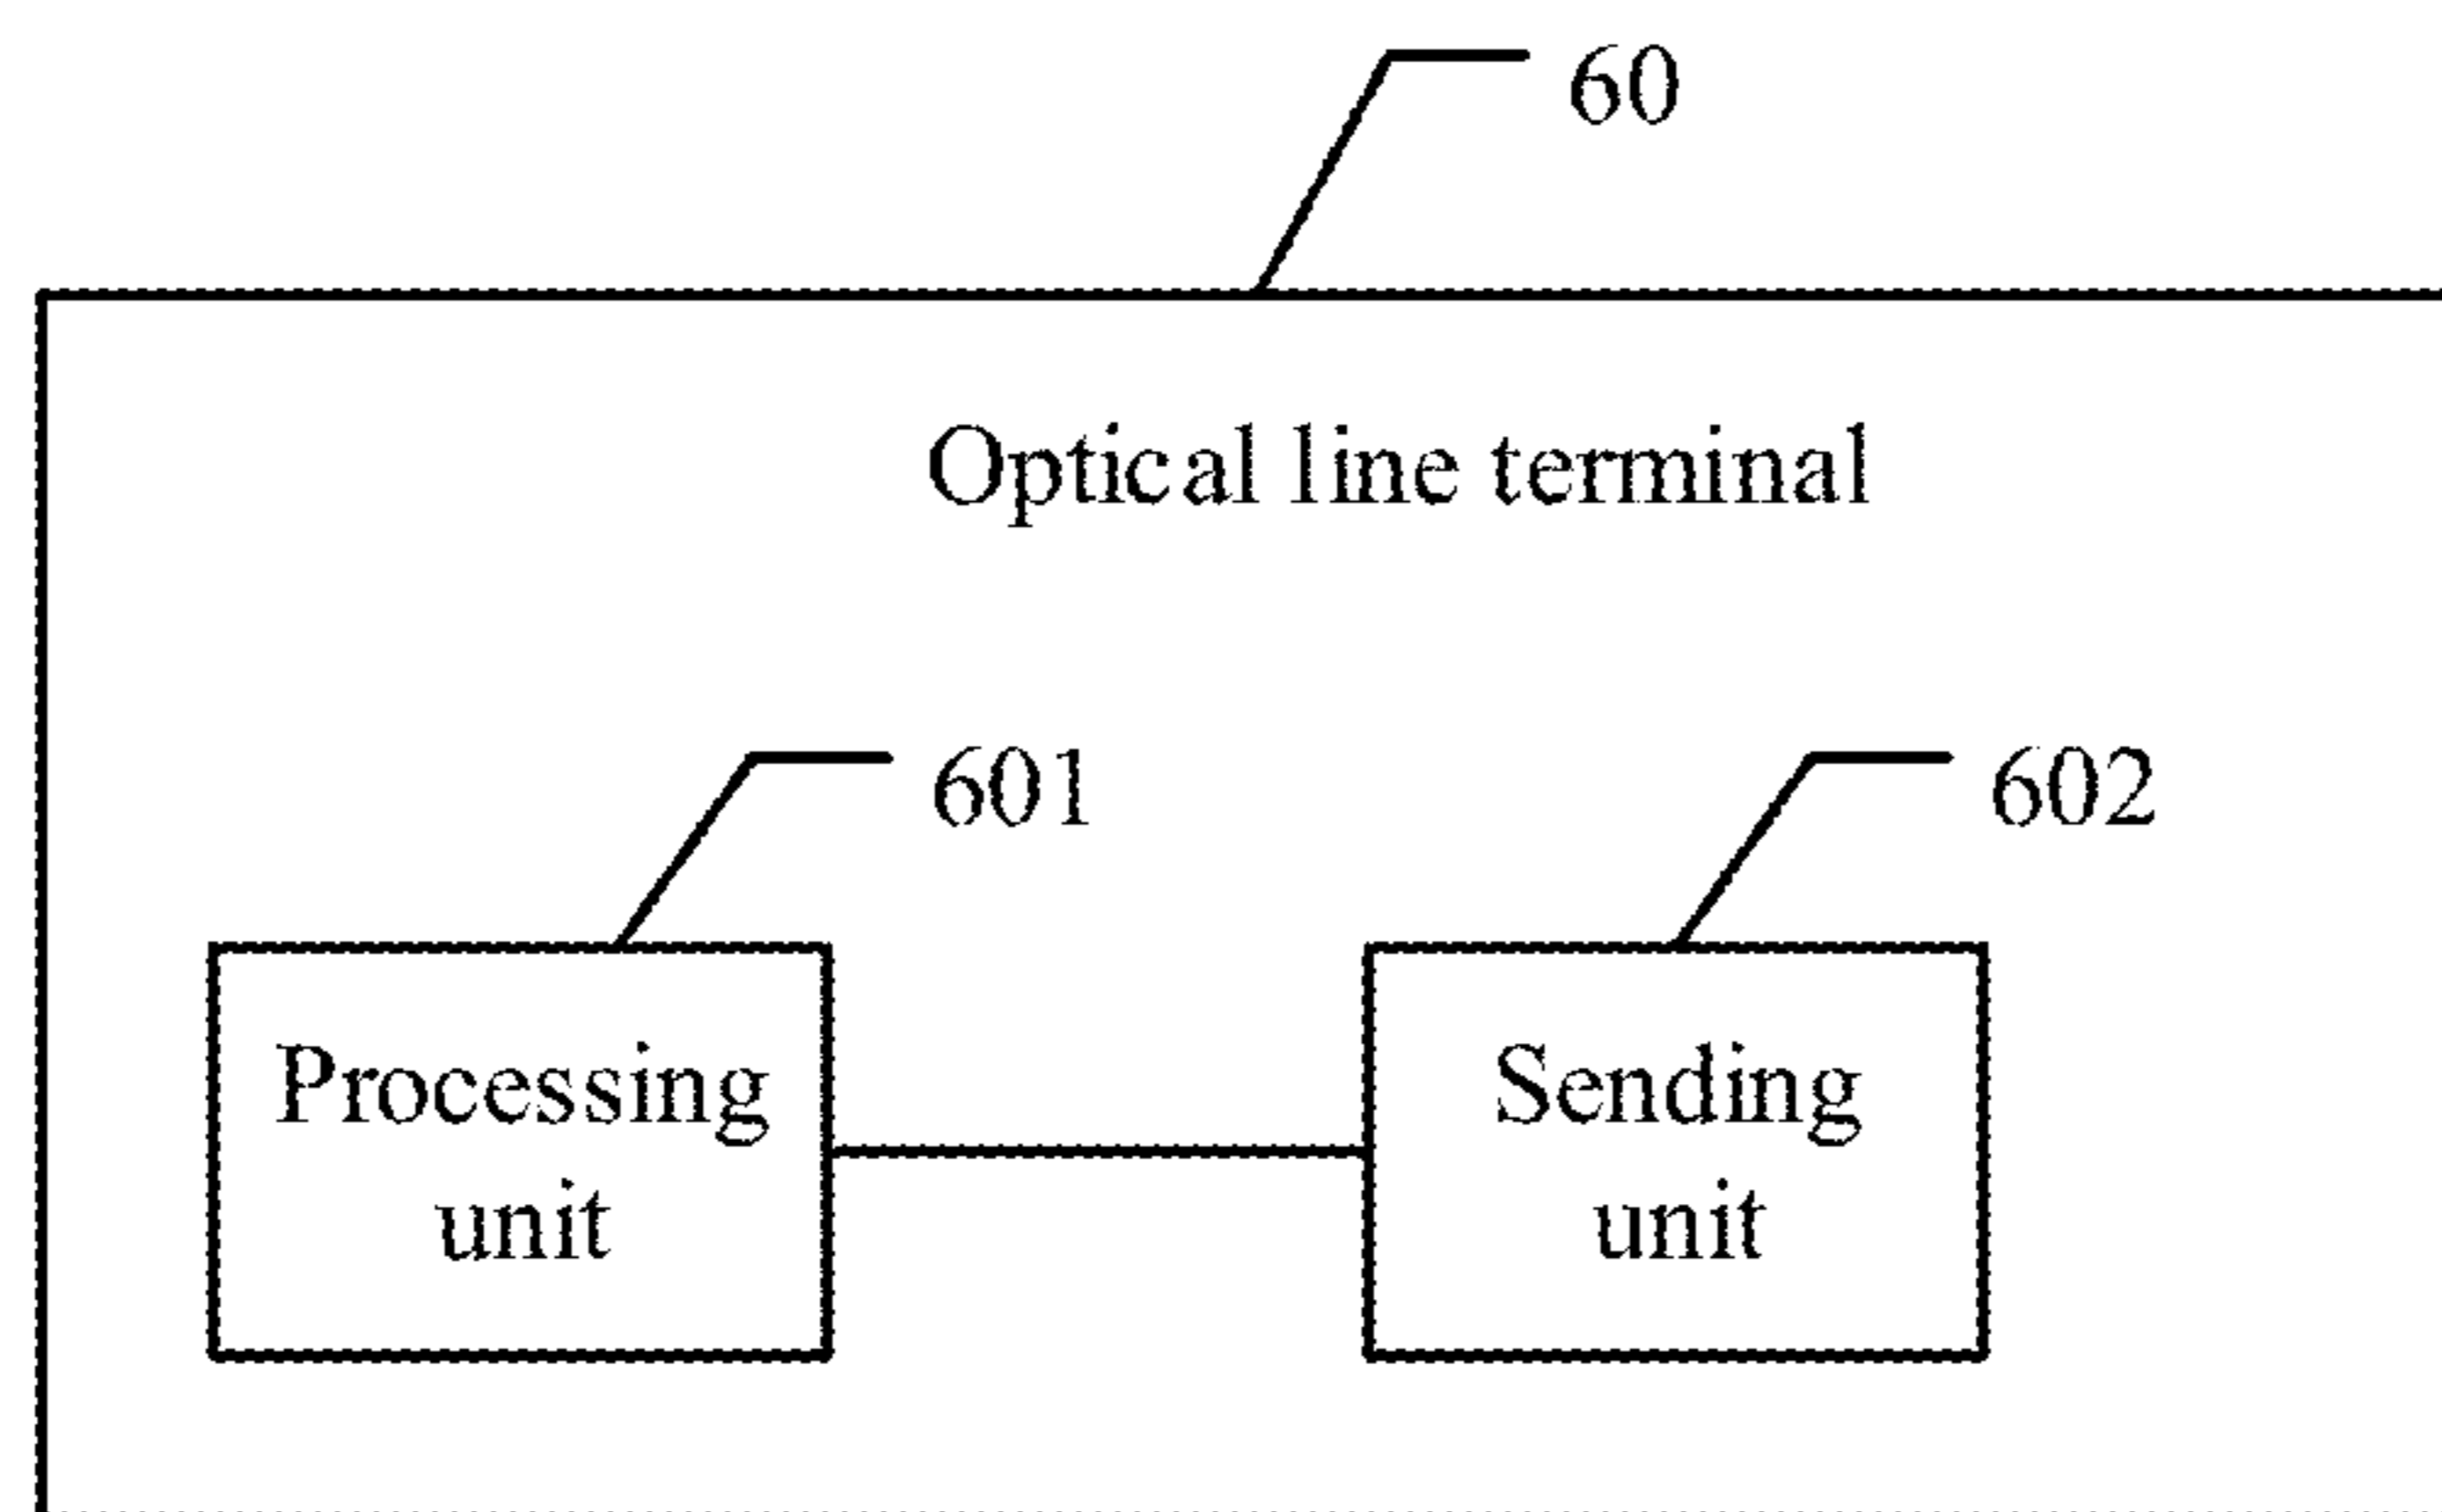 60
Optical line terminal
601
602
Processing
unit
Sending
unit